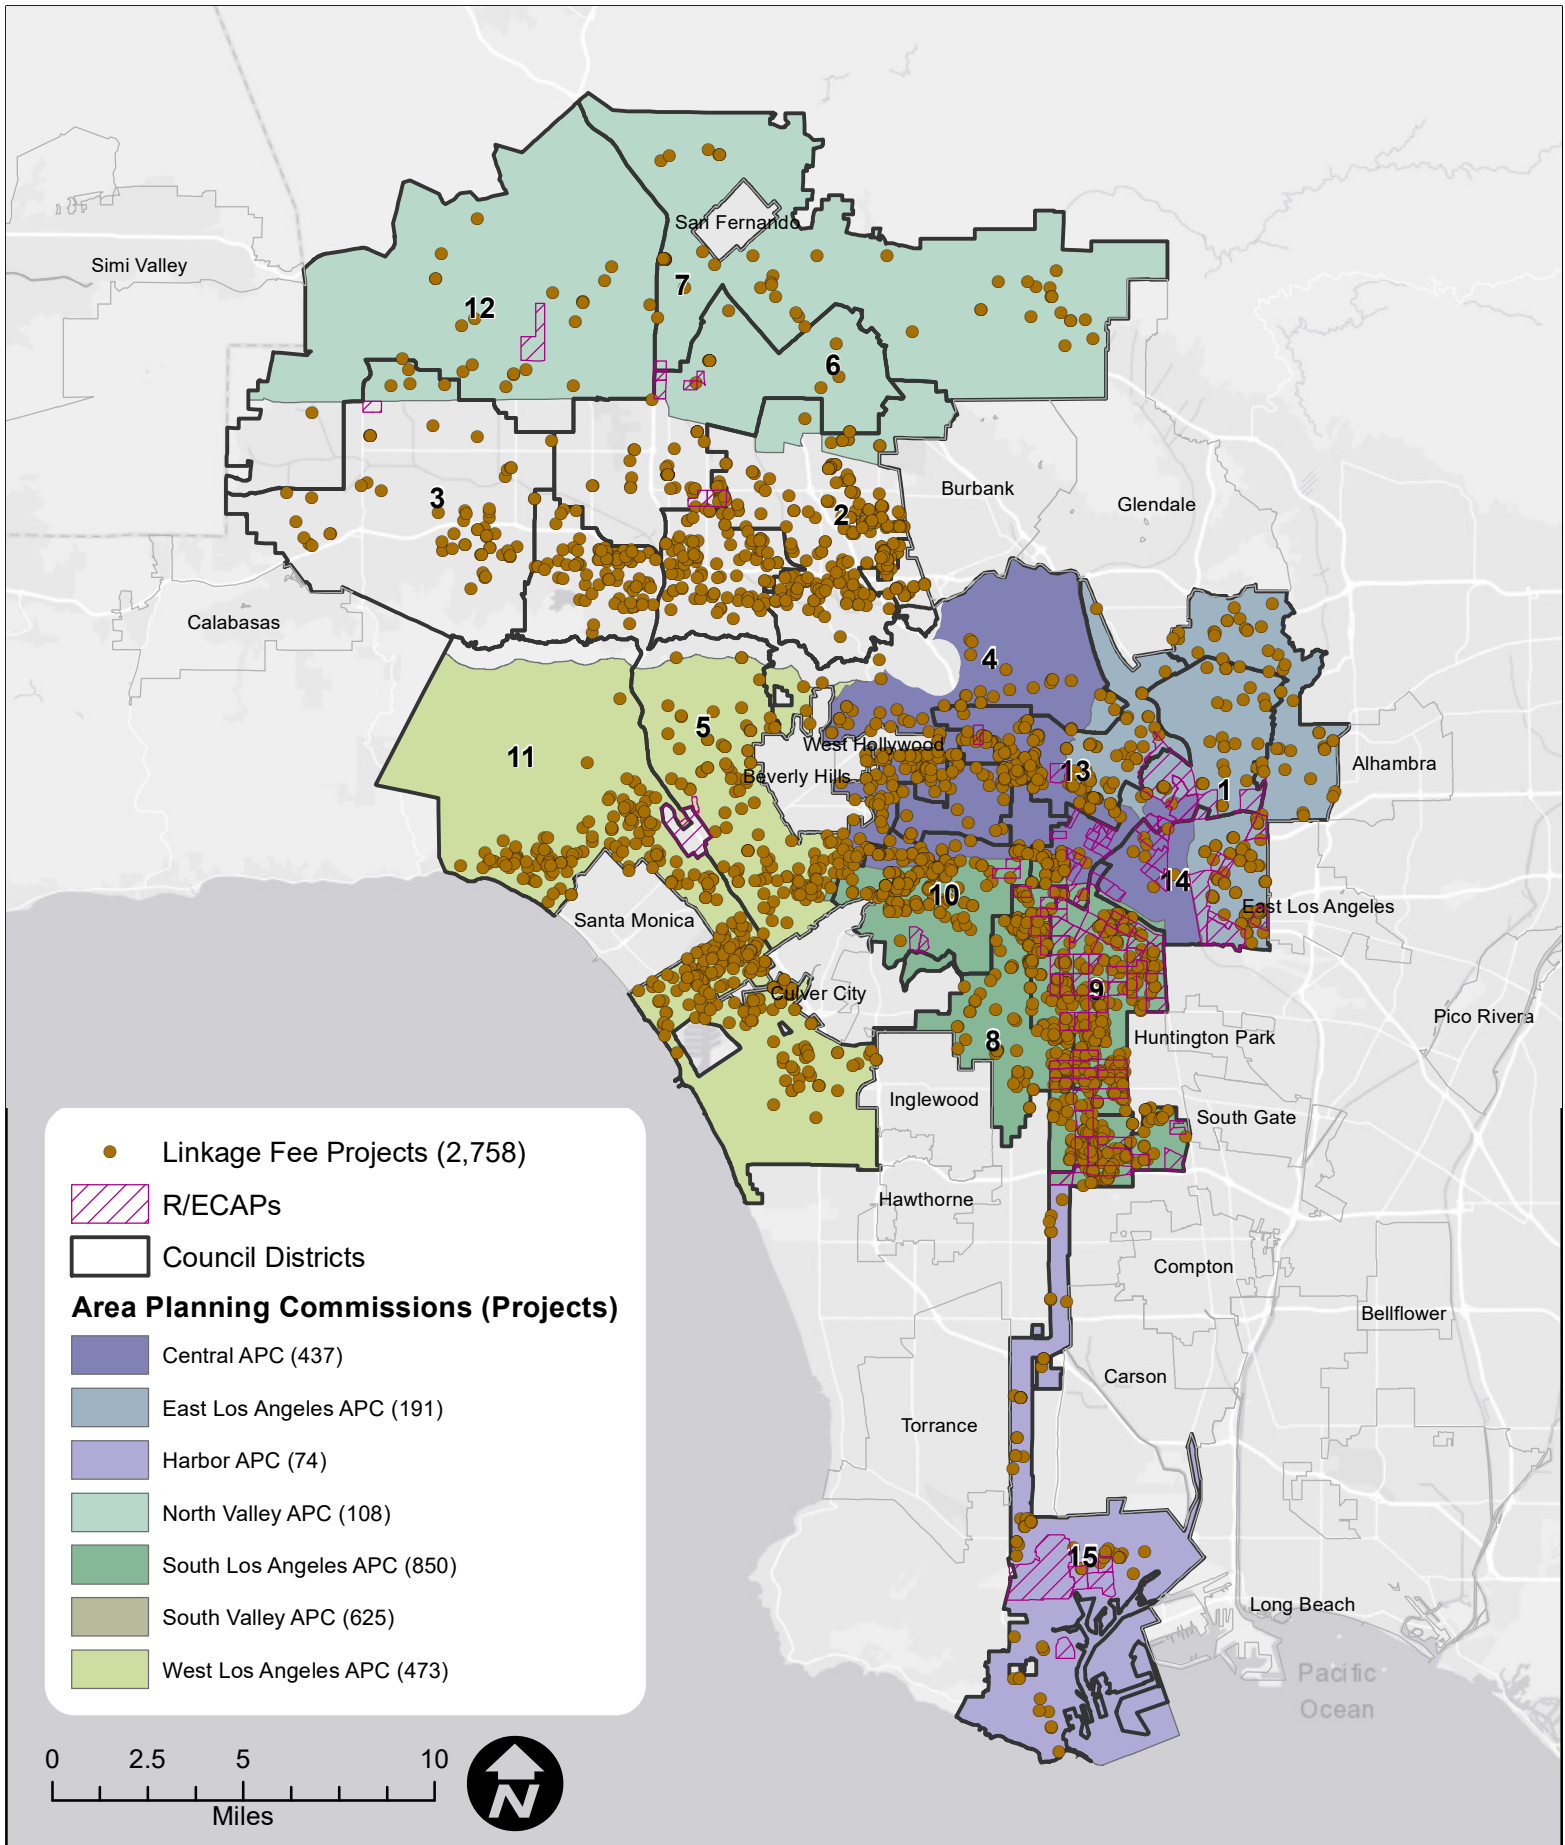 San Fernando
7
Simi Valley
12
6
Burbank
3
2
Glendale
Calabasas
4
5
West Hollywood
11
Beverly Hills
13
1
Alhambra
14
10
East Los Angeles
Santa Monica
9
Culver City
Pico Rivera
8
Huntington Park
Inglewood
South Gate
Hawthorne
Compton
Bellflower
Carson
Torrance
15
Long Beach
Pacific
Ocean
Linkage Fee Projects (2,758)
R/ECAPs
Council Districts
Area Planning Commissions (Projects)
Central APC (437)
East Los Angeles APC (191)
Harbor APC (74)
North Valley APC (108)
South Los Angeles APC (850)
South Valley APC (625)
West Los Angeles APC (473)
0 2.5 5 10
Miles
N